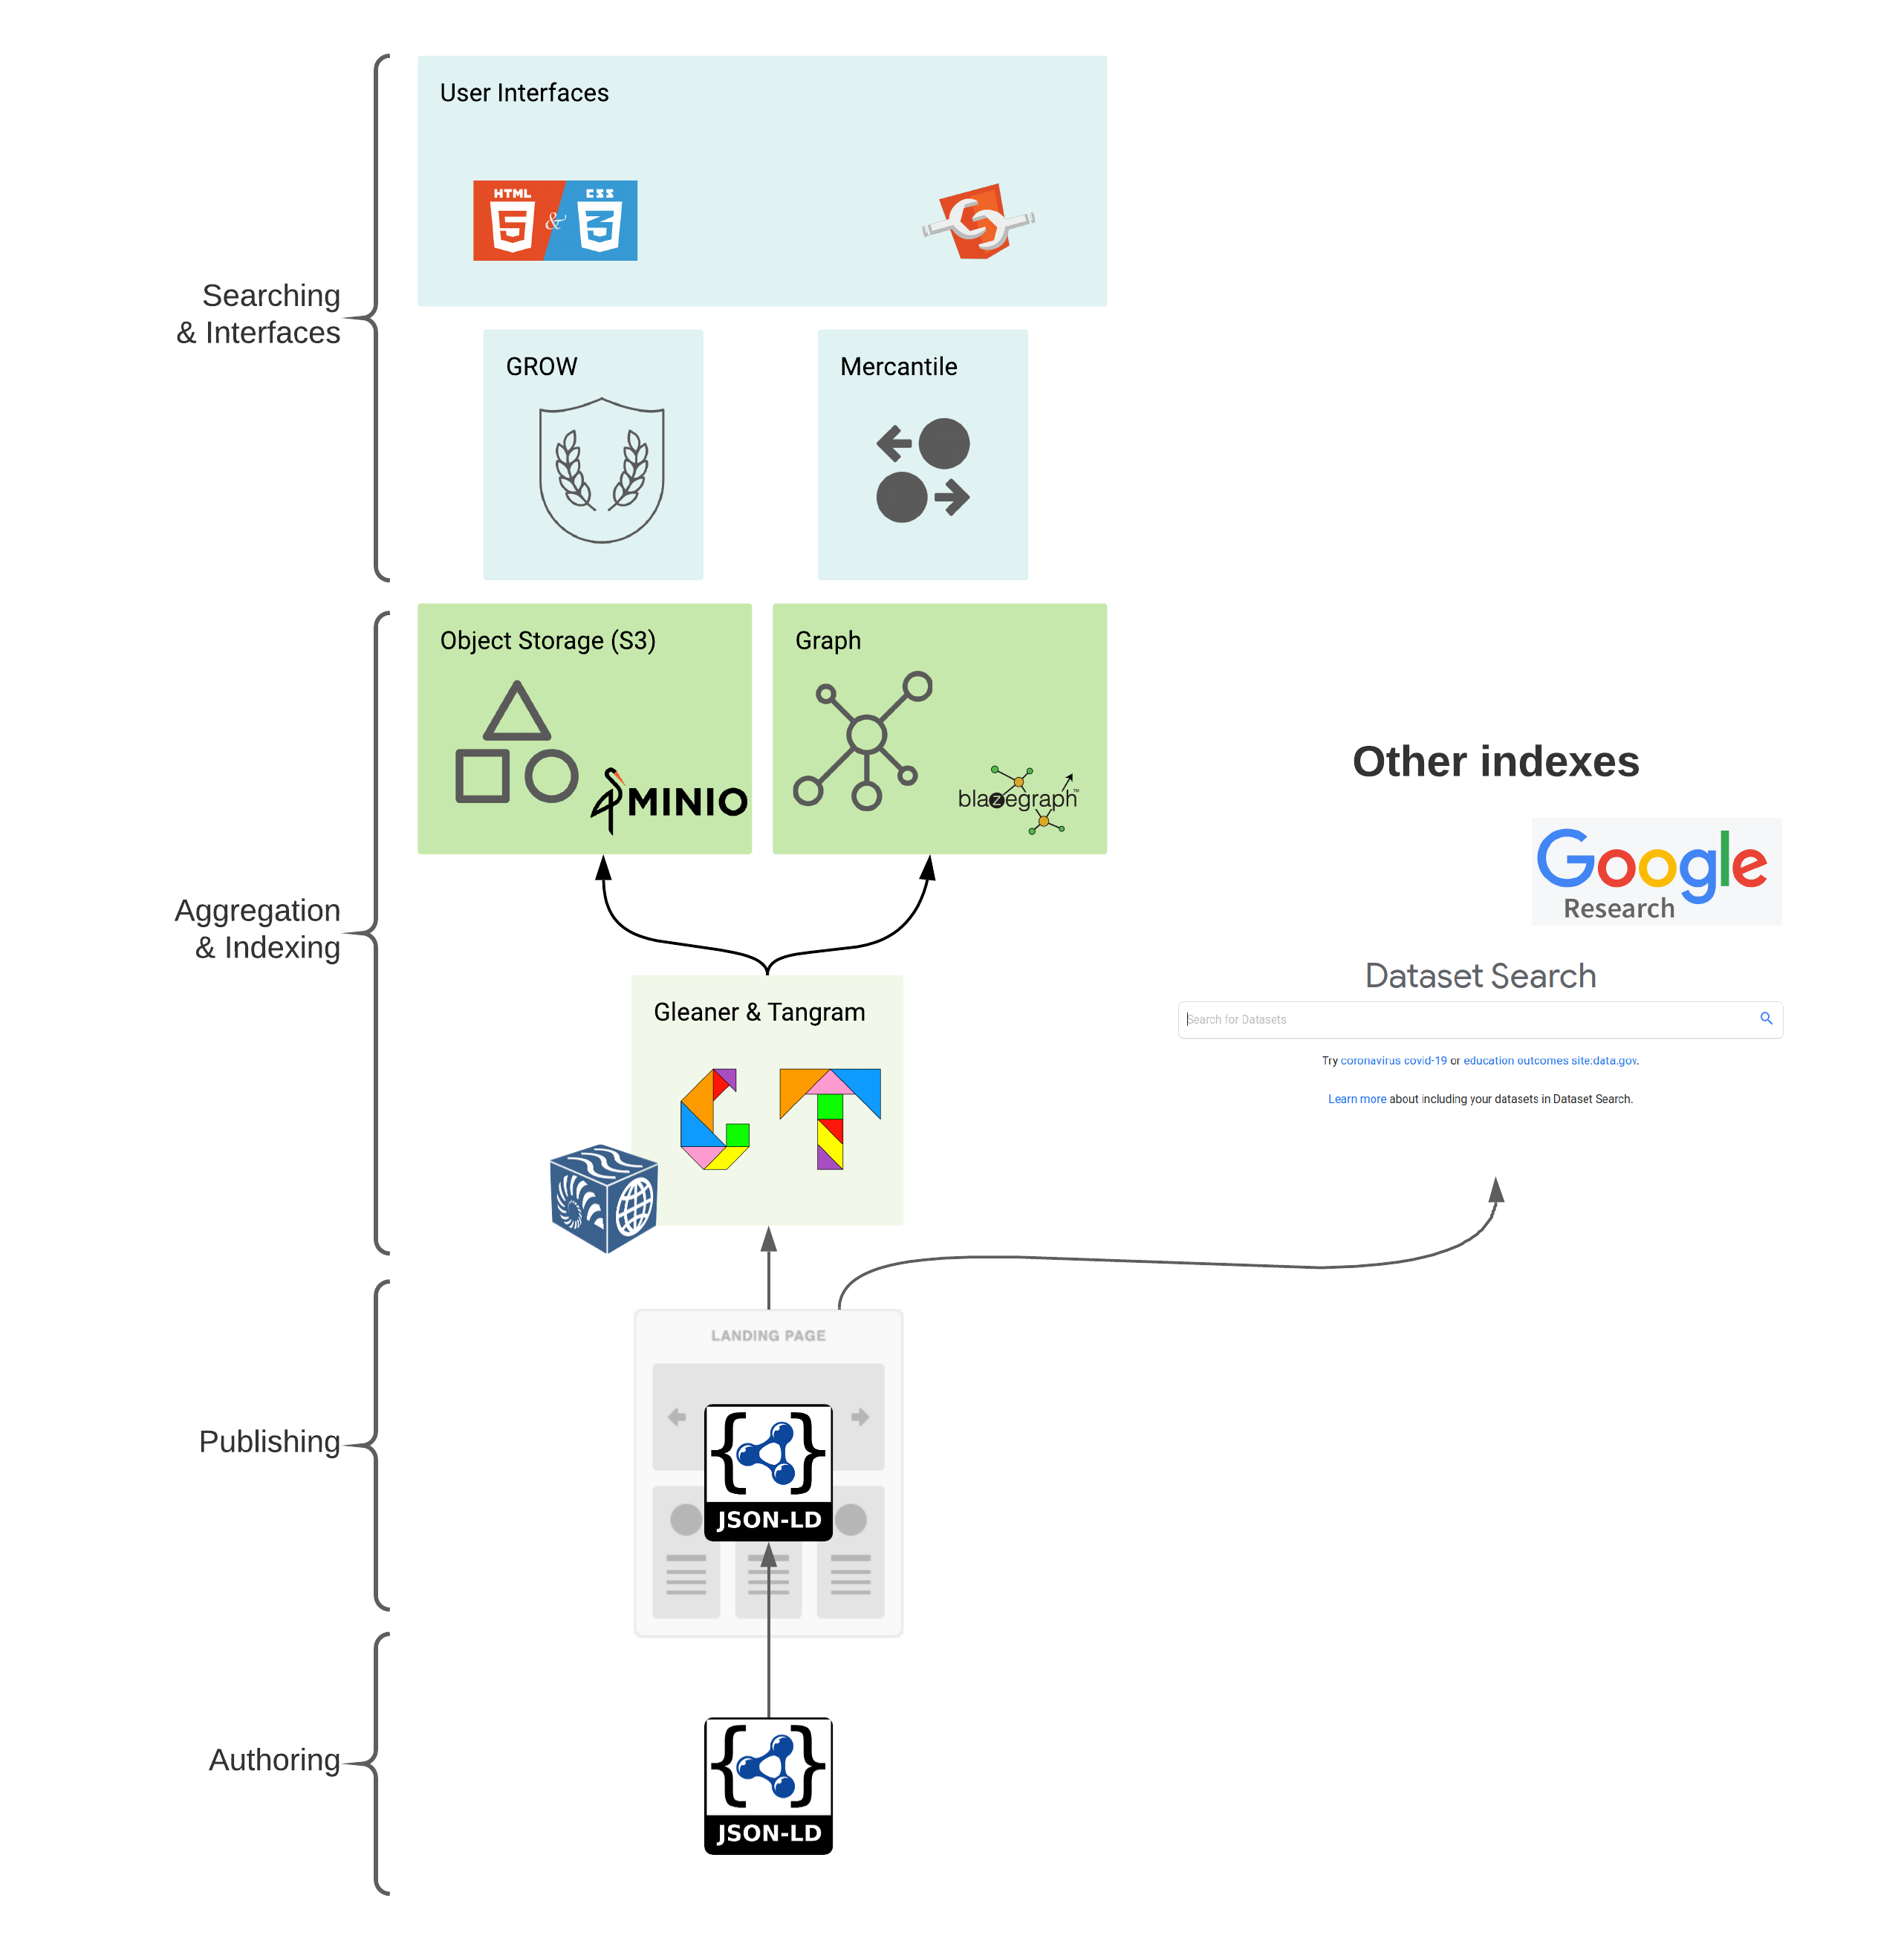 User Interfaces
HTML
CSS
5
&
3
Searching
& Interfaces
GROW
Mercantile
Object Storage (S3)
Graph
MINIO
blazegraph™
Other indexes
Google
Research
Aggregation
& Indexing
Dataset Search
Search for Datasets
Try coronavirus covid-19 or education outcomes site:data.gov.
Learn more about including your datasets in Dataset Search.
Gleaner & Tangram
LANDING PAGE
Publishing
{ }
JSON-LD
Authoring
{ }
JSON-LD